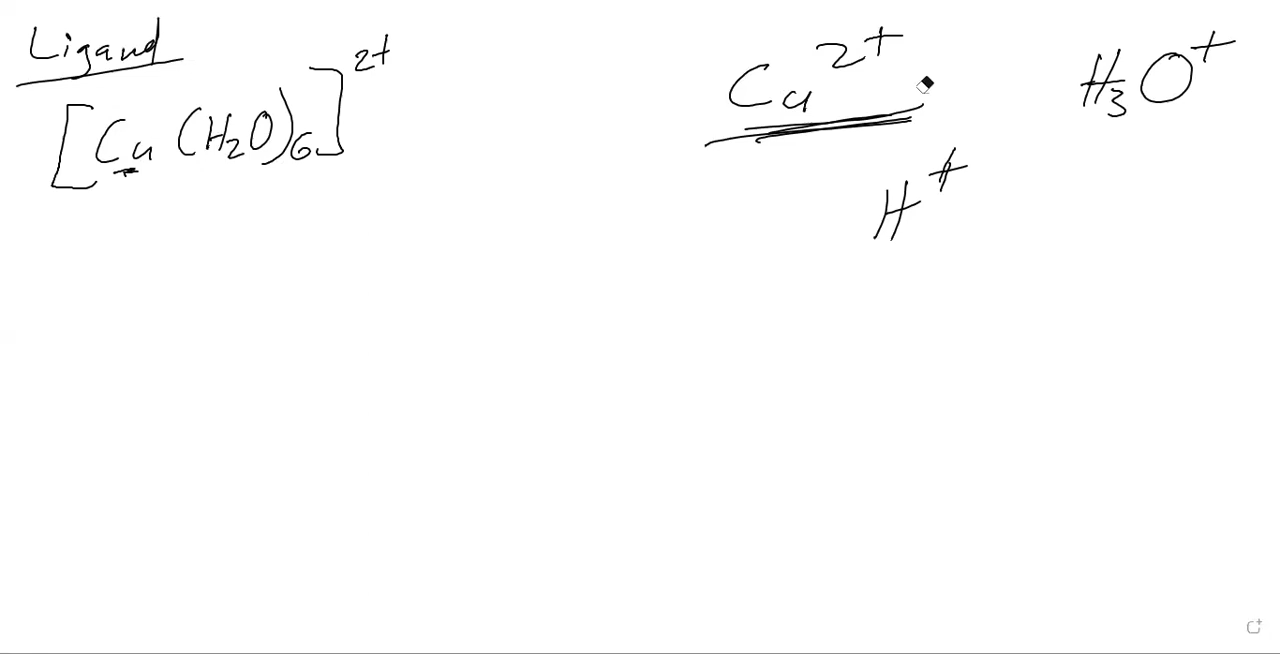 Ligand
[Cu(H₂O)₆]²⁺
Cu²⁺
H⁺
H₃O⁺